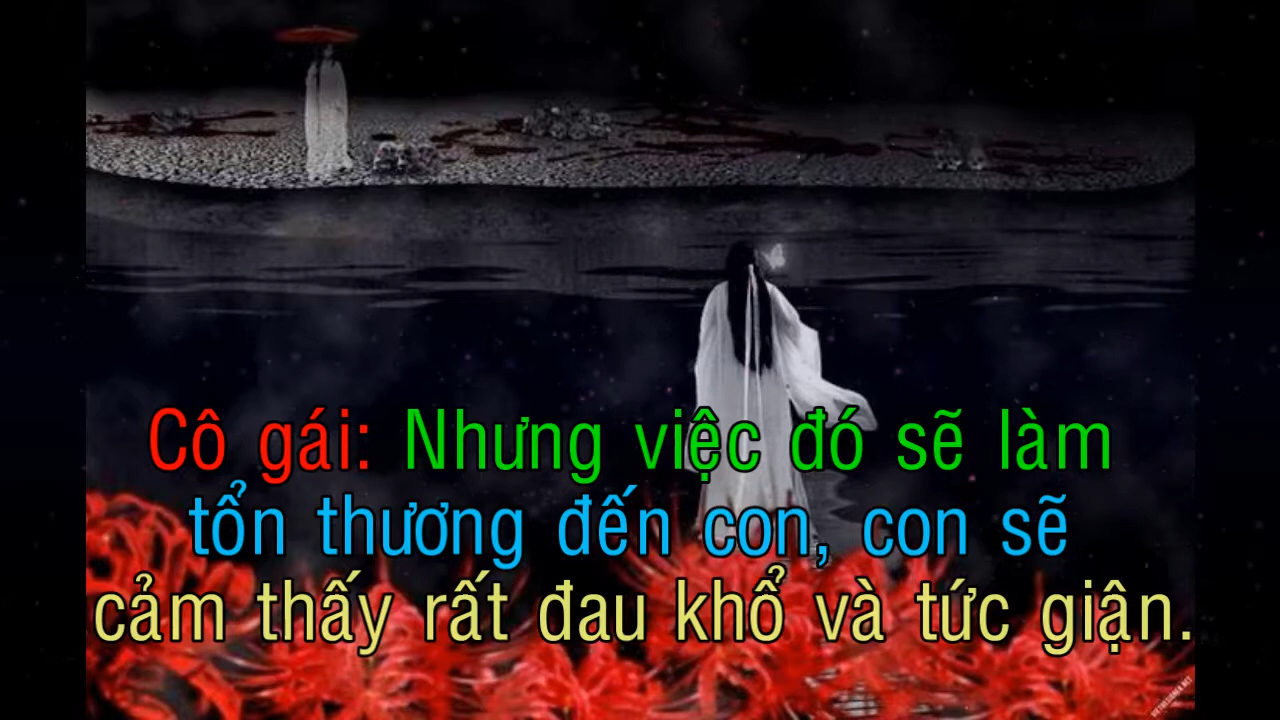 Cô gái: Nhưng việc đó sẽ làm
tổn thương đến con, con sẽ
cảm thấy rất đau khổ và tức giận.